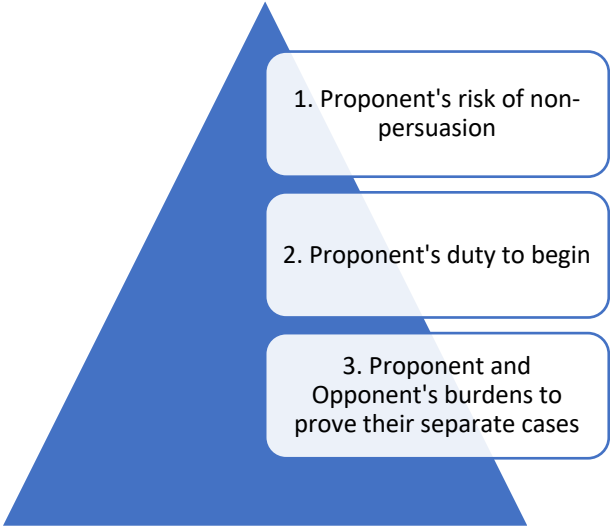 1. Proponent's risk of non-
persuasion
2. Proponent's duty to begin
3. Proponent and
Opponent's burdens to
prove their separate cases